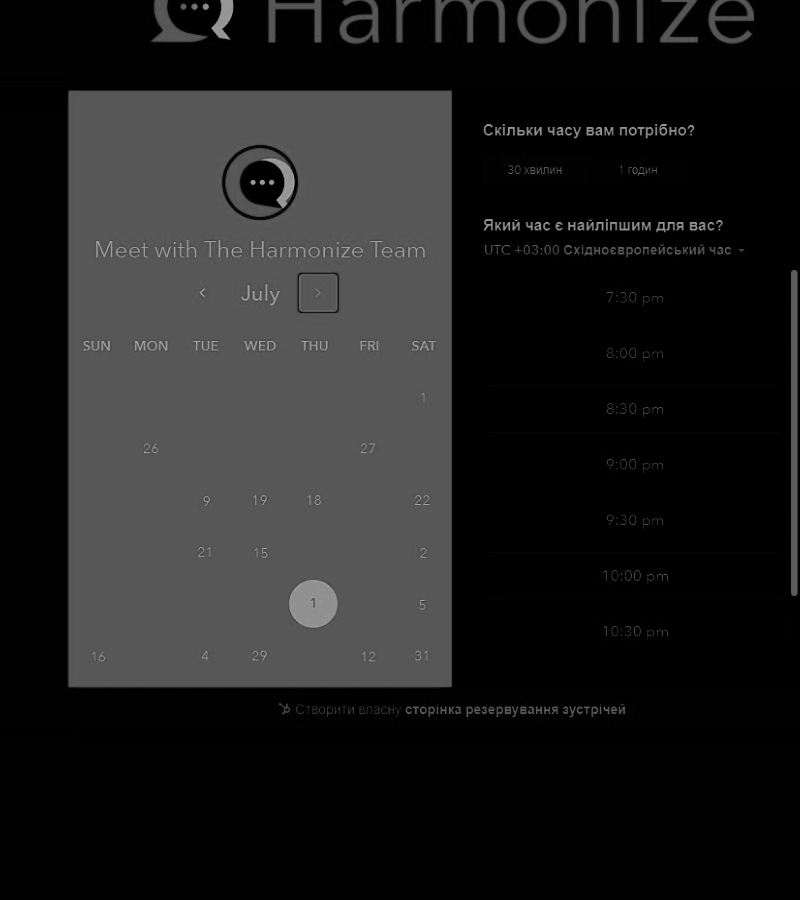 Harmonize
Meet with The Harmonize Team
July
SUN MON TUE WED THU FRI SAT
1
26 27
9 19 18 22
21 15 2
1 5
16 4 29 12 31
Скільки часу вам потрібно?
30 хвилин 1 годин
Який час є найліпшим для вас?
UTC +03:00 Східноєвропейський час
7:30 pm
8:00 pm
8:30 pm
9:00 pm
9:30 pm
10:00 pm
10:30 pm
Створити власну сторінка резервування зустрічей